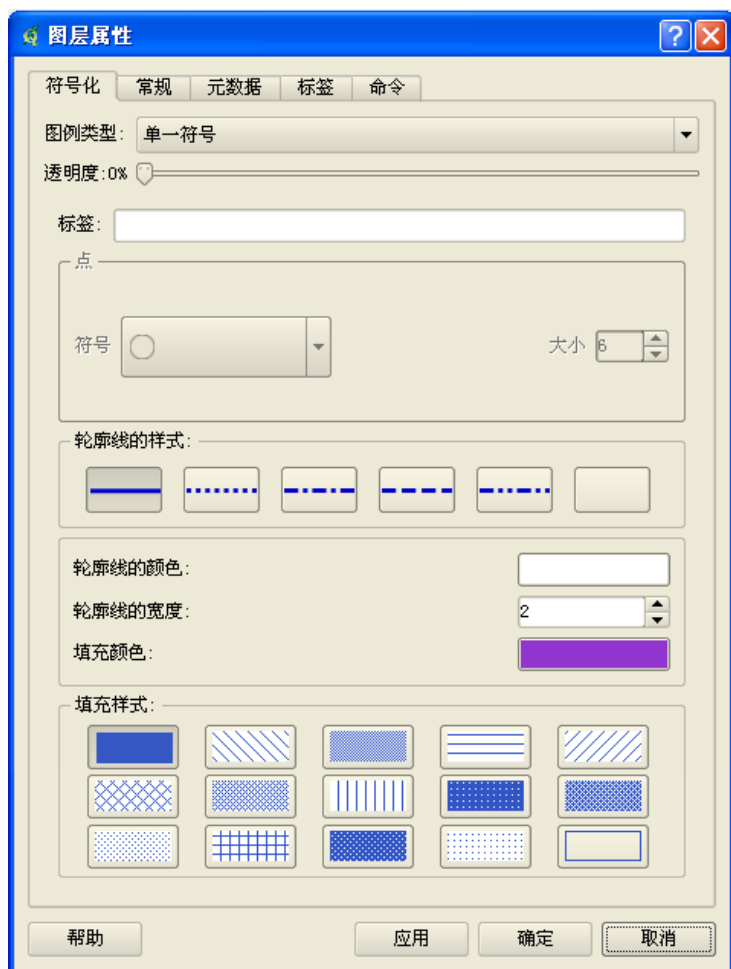 图层属性
符号化 常规 元数据 标签 命令
图例类型: 单一符号
透明度:0%
标签:
点
符号 大小 6
轮廓线的样式:
轮廓线的颜色:
轮廓线的宽度: 2
填充颜色:
填充样式:
帮助 应用 确定 取消